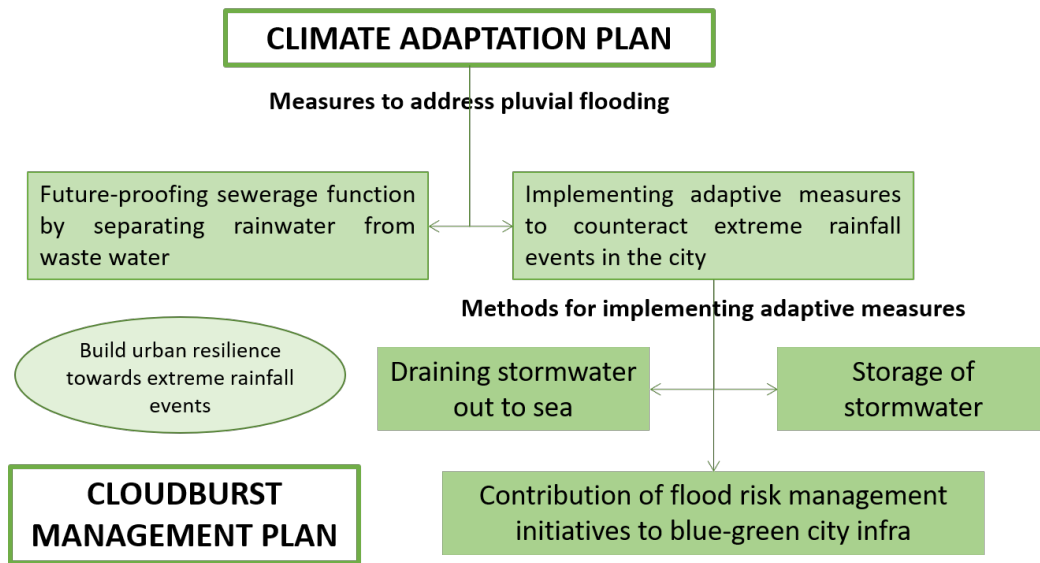 CLIMATE ADAPTATION PLAN
Measures to address pluvial flooding
Future-proofing sewerage function
by separating rainwater from
waste water
Implementing adaptive measures
to counteract extreme rainfall
events in the city
Methods for implementing adaptive measures
Build urban resilience
towards extreme rainfall
events
Draining stormwater
out to sea
Storage of
stormwater
CLOUDBURST
MANAGEMENT PLAN
Contribution of flood risk management
initiatives to blue-green city infra